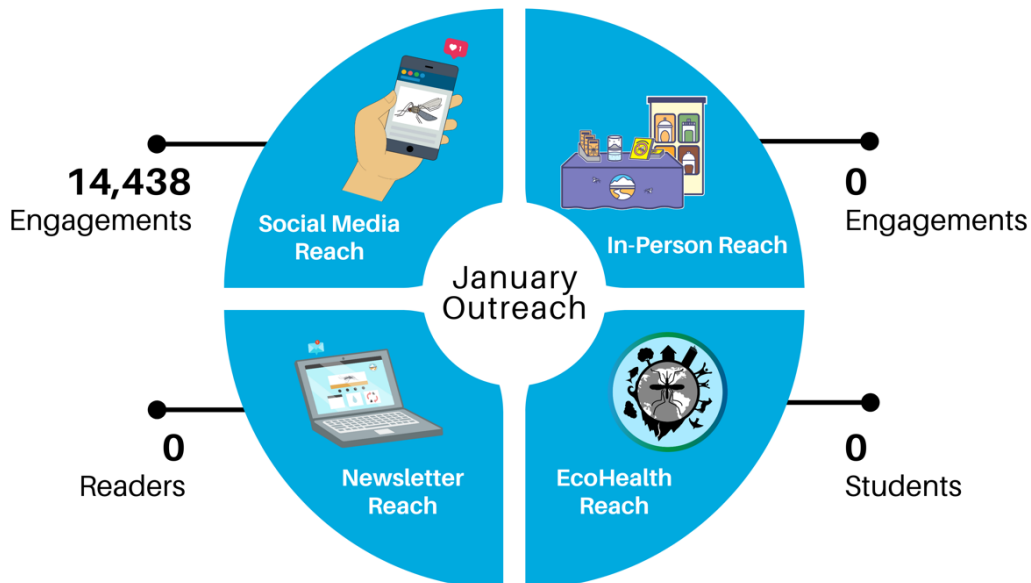 1
14,438
Engagements
Social Media
Reach
0
Engagements
In-Person Reach
January
Outreach
0
Readers
Newsletter
Reach
EcoHealth
Reach
0
Students